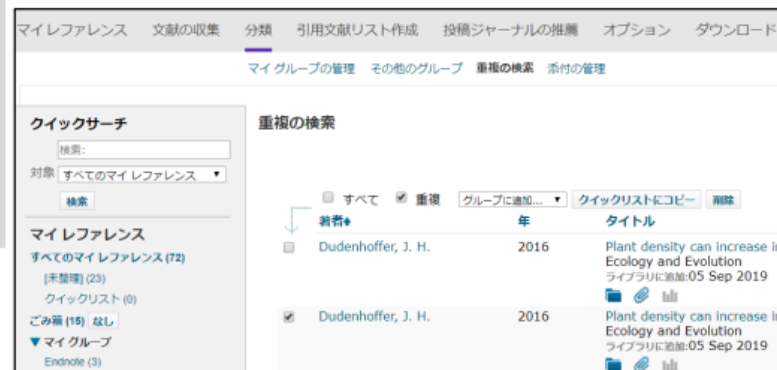 マイレファレンス 文献の収集 分類 引用文献リスト作成 投稿ジャーナルの推薦 オプション ダウンロード
マイ グループの管理 その他のグループ 重複の検索 添付の管理
クイックサーチ
検索:
対象 すべてのマイ レファレンス
検索
マイ レファレンス
すべてのマイ レファレンス (72)
[未整理] (23)
クイックリスト (0)
ごみ箱 (15) なし
▼マイ グループ
Endnote (3)
重複の検索
すべて 重複 グループに追加... クイックリストにコピー 削除
著者 年 タイトル
Dudenhoffer, J. H. 2016 Plant density can increase
Ecology and Evolution
ライブラリに追加:05 Sep 2019
Dudenhoffer, J. H. 2016 Plant density can increase
Ecology and Evolution
ライブラリに追加:05 Sep 2019